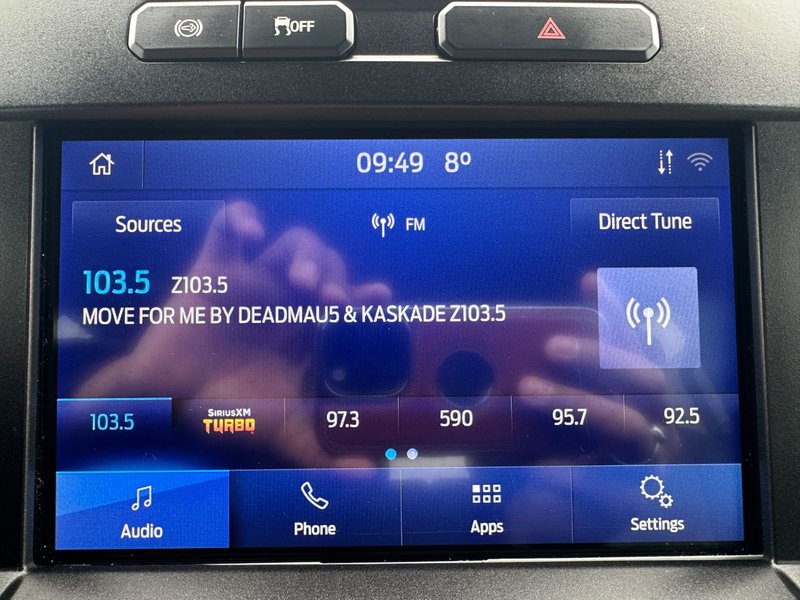 OFF
09:49 8°
Sources
FM
Direct Tune
103.5 Z103.5
MOVE FOR ME BY DEADMAU5 & KASKADE Z103.5
103.5
SIRIUSXM
TURBO
97.3
590
95.7
92.5
Audio
Phone
Apps
Settings